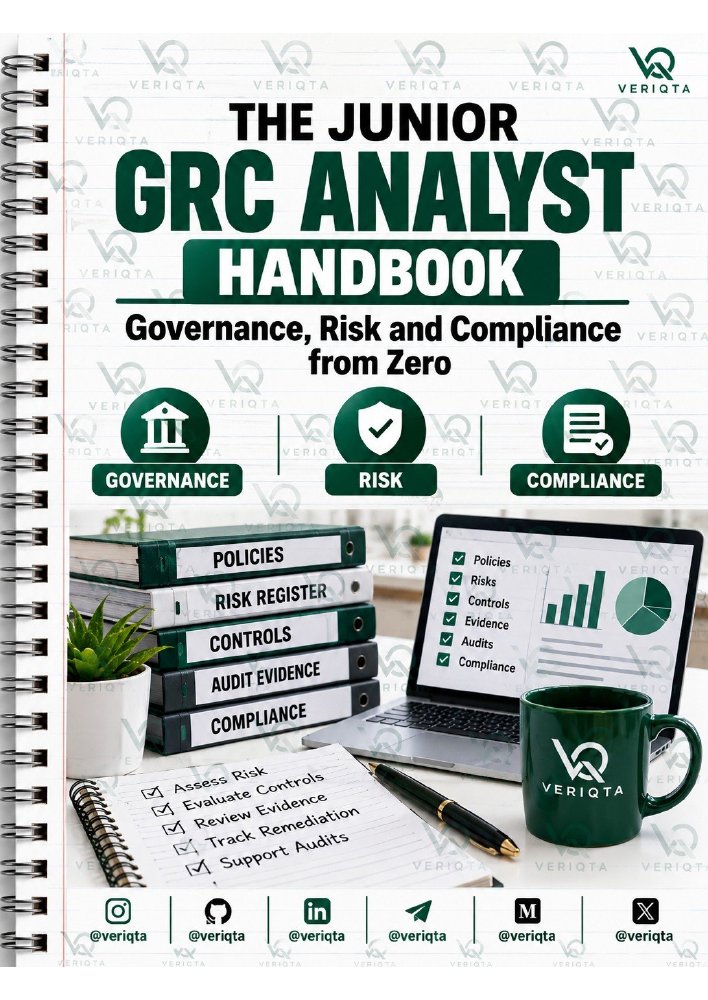 VERIQTA
THE JUNIOR
GRC ANALYST
HANDBOOK
Governance, Risk and Compliance
from Zero
GOVERNANCE
RISK
COMPLIANCE
POLICIES
RISK REGISTER
CONTROLS
AUDIT EVIDENCE
COMPLIANCE
Policies
Risks
Controls
Evidence
Audits
Compliance
VERIQTA
Assess Risk
Evaluate Controls
Review Evidence
Track Remediation
Support Audits
@veriqta @veriqta @veriqta @veriqta @veriqta @veriqta